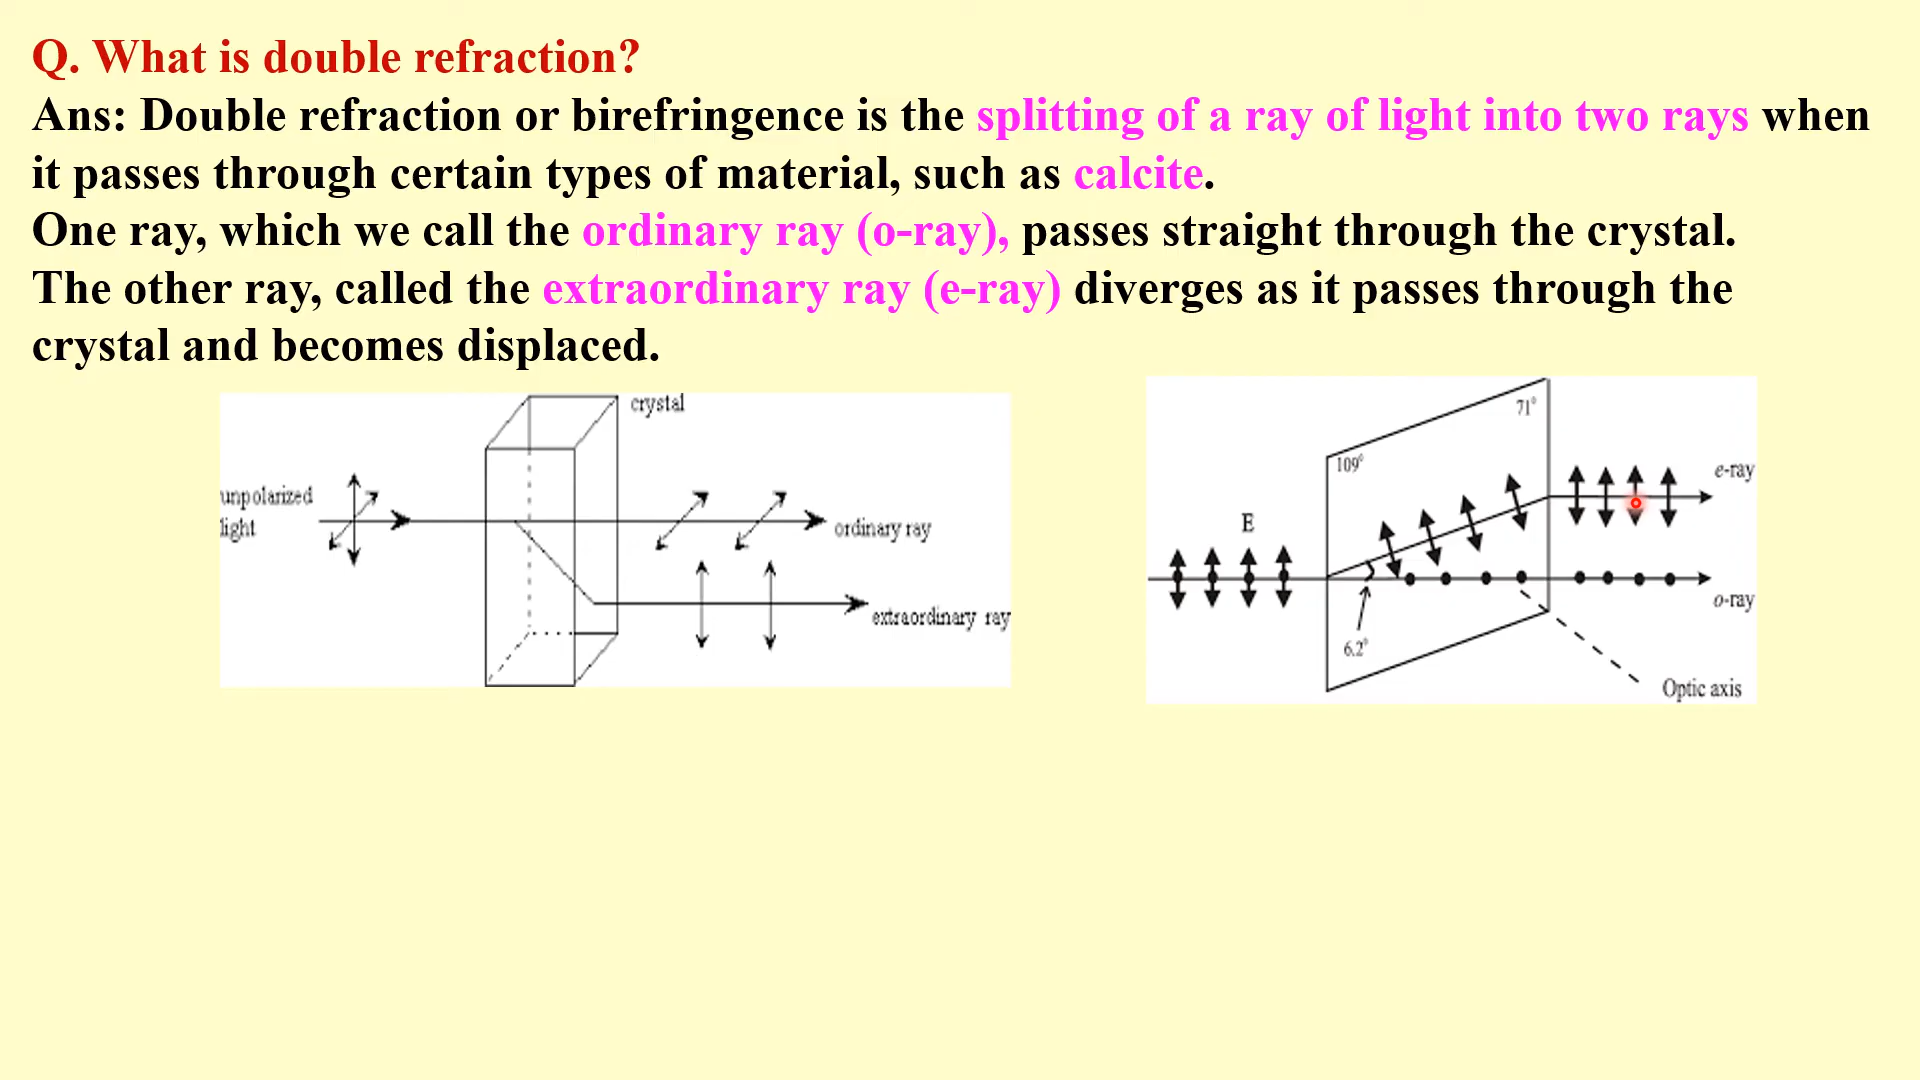 Q. What is double refraction?
Ans: Double refraction or birefringence is the splitting of a ray of light into two rays when
it passes through certain types of material, such as calcite.
One ray, which we call the ordinary ray (o-ray), passes straight through the crystal.
The other ray, called the extraordinary ray (e-ray) diverges as it passes through the
crystal and becomes displaced.
crystal
unpolarized
light
ordinary ray
extraordinary ray
71°
109°
e-ray
E
o-ray
6.2°
Optic axis